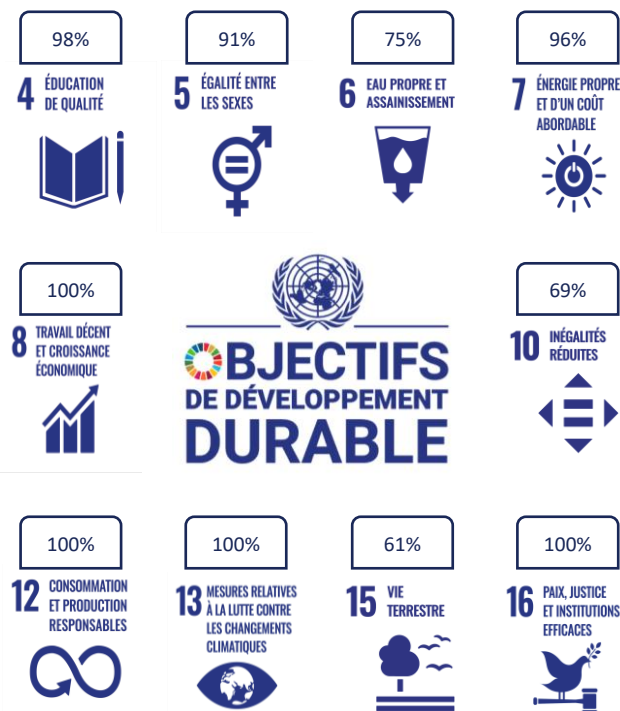 98%
4 ÉDUCATION
DE QUALITÉ
91%
5 ÉGALITÉ ENTRE
LES SEXES
75%
6 EAU PROPRE ET
ASSAINISSEMENT
96%
7 ÉNERGIE PROPRE
ET D'UN COÛT
ABORDABLE
100%
8 TRAVAIL DÉCENT
ET CROISSANCE
ÉCONOMIQUE
OBJECTIFS
DE DÉVELOPPEMENT
DURABLE
69%
10 INÉGALITÉS
RÉDUITES
100%
12 CONSOMMATION
ET PRODUCTION
RESPONSABLES
100%
13 MESURES RELATIVES
À LA LUTTE CONTRE
LES CHANGEMENTS
CLIMATIQUES
61%
15 VIE
TERRESTRE
100%
16 PAIX, JUSTICE
ET INSTITUTIONS
EFFICACES